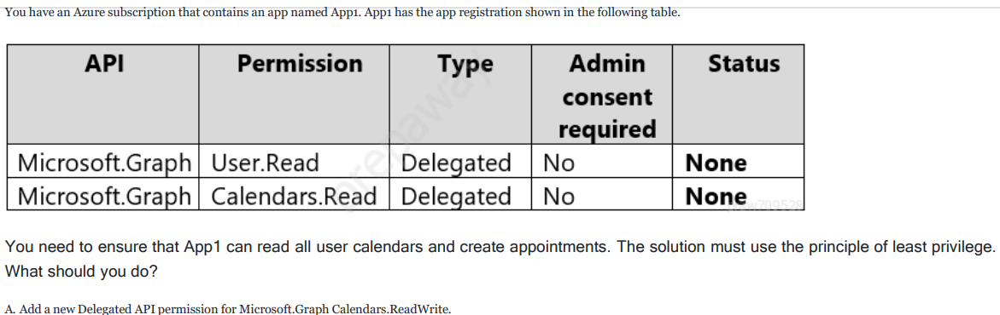 You have an Azure subscription that contains an app named App1. App1 has the app registration shown in the following table.
API Permission Type Admin consent required Status
Microsoft.Graph User.Read Delegated No None
Microsoft.Graph Calendars.Read Delegated No None
You need to ensure that App1 can read all user calendars and create appointments. The solution must use the principle of least privilege.
What should you do?
A. Add a new Delegated API permission for Microsoft.Graph Calendars.ReadWrite.